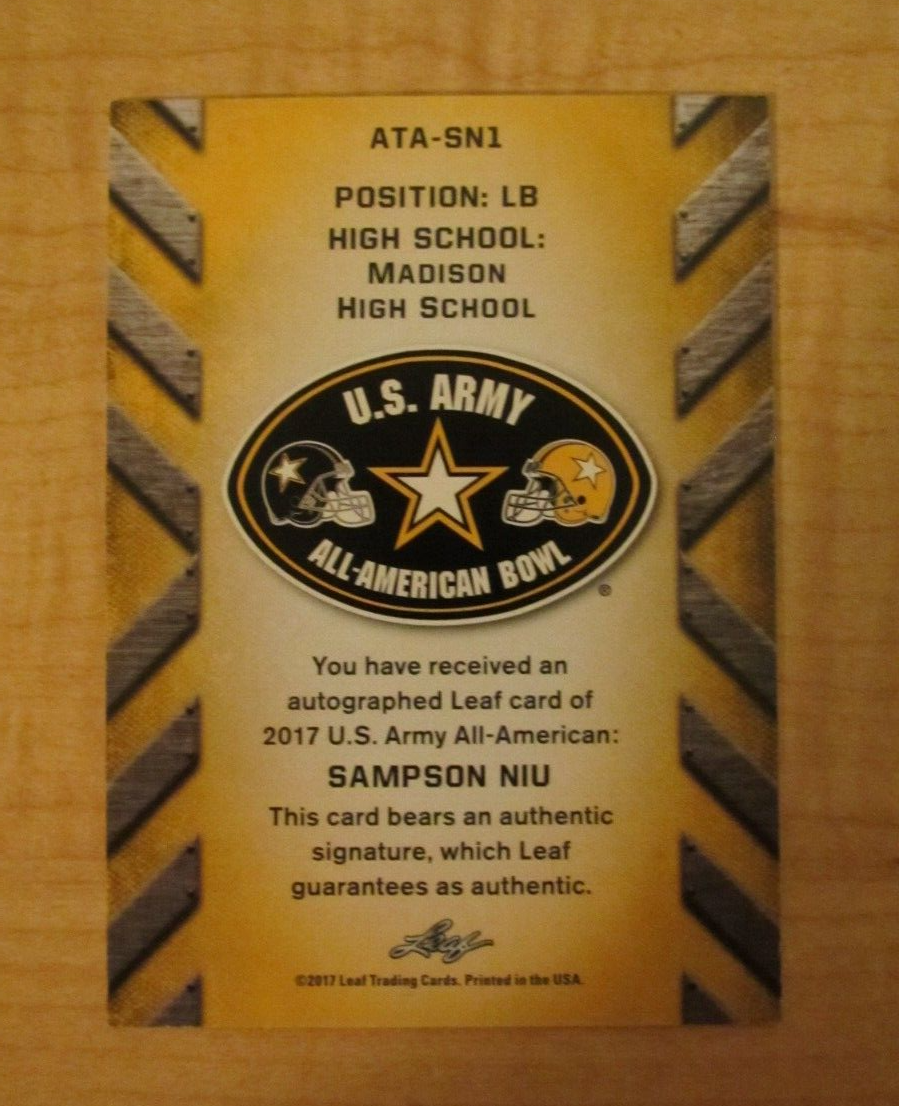 ATA-SN1
POSITION: LB
HIGH SCHOOL:
MADISON
HIGH SCHOOL
U.S. ARMY
ALL-AMERICAN BOWL
®
You have received an
autographed Leaf card of
2017 U.S. Army All-American:
SAMPSON NIU
This card bears an authentic
signature, which Leaf
guarantees as authentic.
Leaf
©2017 Leaf Trading Cards. Printed in the USA.